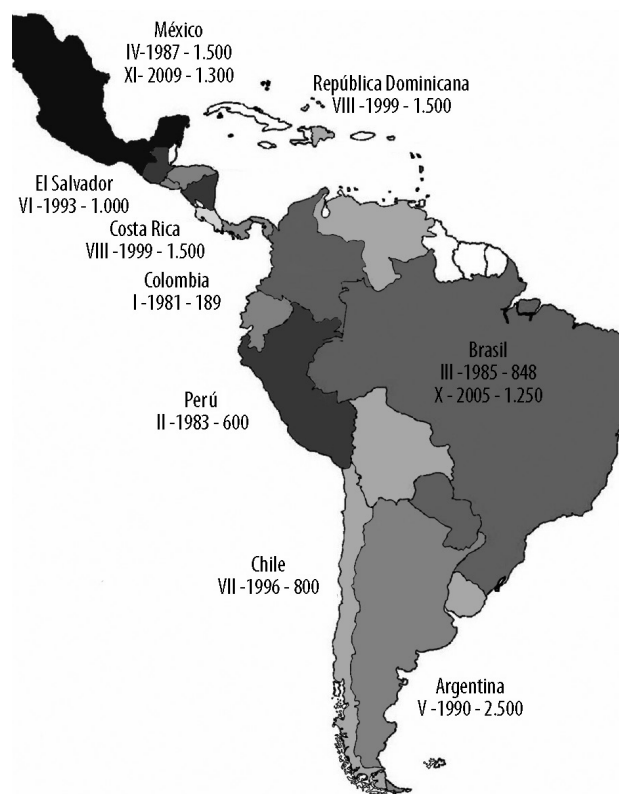 México
IV-1987 - 1.500
XI- 2009 - 1.300
República Dominicana
VIII -1999 - 1.500
El Salvador
VI -1993 - 1.000
Costa Rica
VIII -1999 - 1.500
Colombia
I -1981 - 189
Brasil
III -1985 - 848
X - 2005 - 1.250
Perú
II -1983 - 600
Chile
VII -1996 - 800
Argentina
V -1990 - 2.500